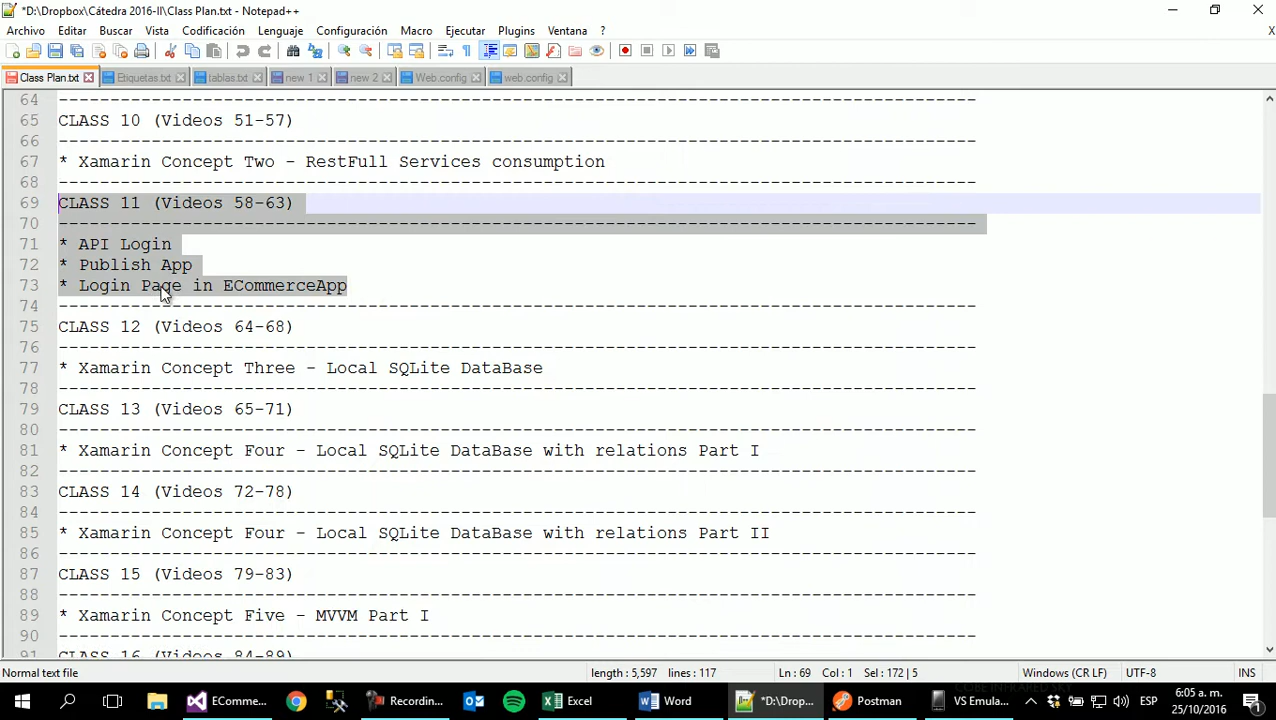 *D:\Dropbox\Cátedra 2016-II\Class Plan.txt - Notepad++
Archivo Editar Buscar Vista Codificación Lenguaje Configuración Macro Ejecutar Plugins Ventana ? X
Class Plan.txt Etiquetas.txt tablas.txt new 1 new 2 Web.config web.config
64 -----------------------------------------------------------------------------------------
65 CLASS 10 (Videos 51-57)
66 -----------------------------------------------------------------------------------------
67 * Xamarin Concept Two - RestFull Services consumption
68 -----------------------------------------------------------------------------------------
69 CLASS 11 (Videos 58-63)
70 -----------------------------------------------------------------------------------------
71 * API Login
72 * Publish App
73 * Login Page in ECommerceApp
74 -----------------------------------------------------------------------------------------
75 CLASS 12 (Videos 64-68)
76 -----------------------------------------------------------------------------------------
77 * Xamarin Concept Three - Local SQLite DataBase
78 -----------------------------------------------------------------------------------------
79 CLASS 13 (Videos 65-71)
80 -----------------------------------------------------------------------------------------
81 * Xamarin Concept Four - Local SQLite DataBase with relations Part I
82 -----------------------------------------------------------------------------------------
83 CLASS 14 (Videos 72-78)
84 -----------------------------------------------------------------------------------------
85 * Xamarin Concept Four - Local SQLite DataBase with relations Part II
86 -----------------------------------------------------------------------------------------
87 CLASS 15 (Videos 79-83)
88 -----------------------------------------------------------------------------------------
89 * Xamarin Concept Five - MVVM Part I
90 -----------------------------------------------------------------------------------------
91 CLASS 16 (Videos 84-89)
Normal text file length : 5,597 lines : 117 Ln : 69 Col : 1 Sel : 172 | 5 Windows (CR LF) UTF-8 INS
ECommerce... Recording... Excel Word *D:\Drop... Postman VS Emula... ESP 6:05 a. m.
25/10/2016